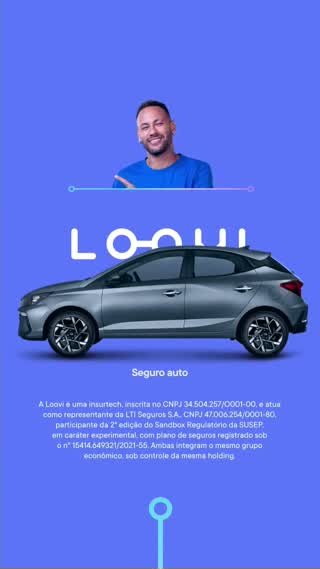 LOOVI
Seguro auto
A Loovi é uma insurtech, inscrita no CNPJ 34.504.257/0001-00, e atua
como representante da LTI Seguros S.A., CNPJ 47.006.254/0001-80,
participante da 2ª edição do Sandbox Regulatório da SUSEP,
em caráter experimental, com plano de seguros registrado sob
o nº 15414.649321/2021-55. Ambas integram o mesmo grupo
econômico, sob controle da mesma holding.